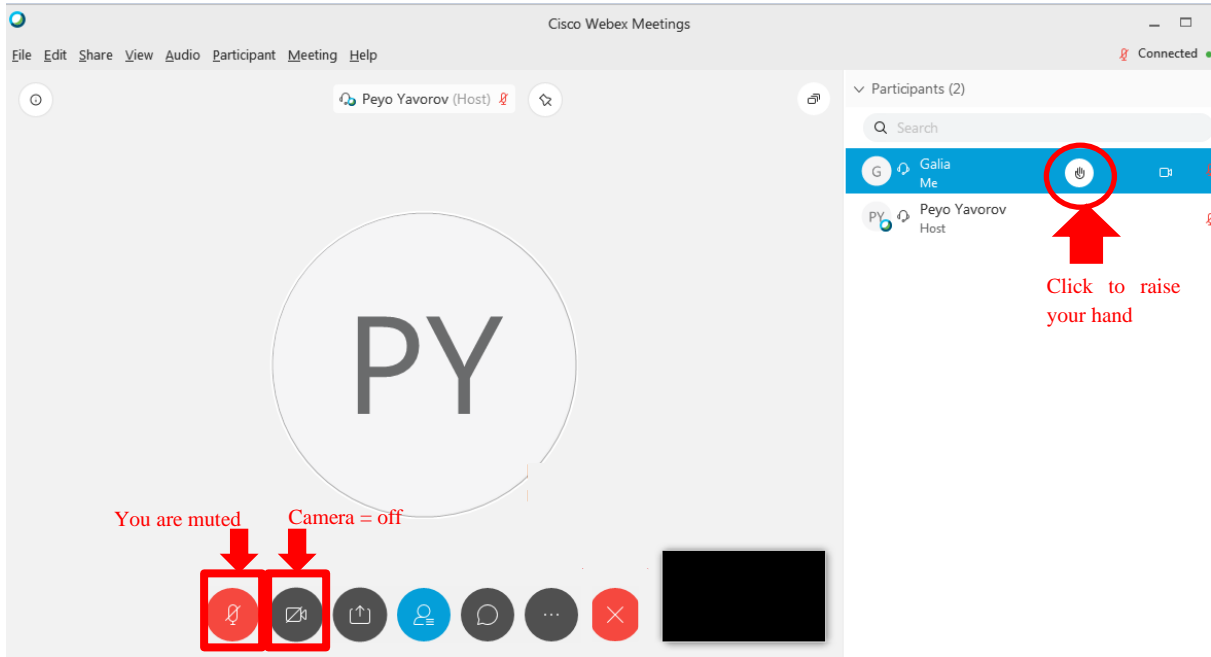 Cisco Webex Meetings
File Edit Share View Audio Participant Meeting Help
Connected
Peyo Yavorov (Host)
Participants (2)
Search
G
Galia
Me
PY
Peyo Yavorov
Host
Click to raise
your hand
PY
You are muted
Camera = off